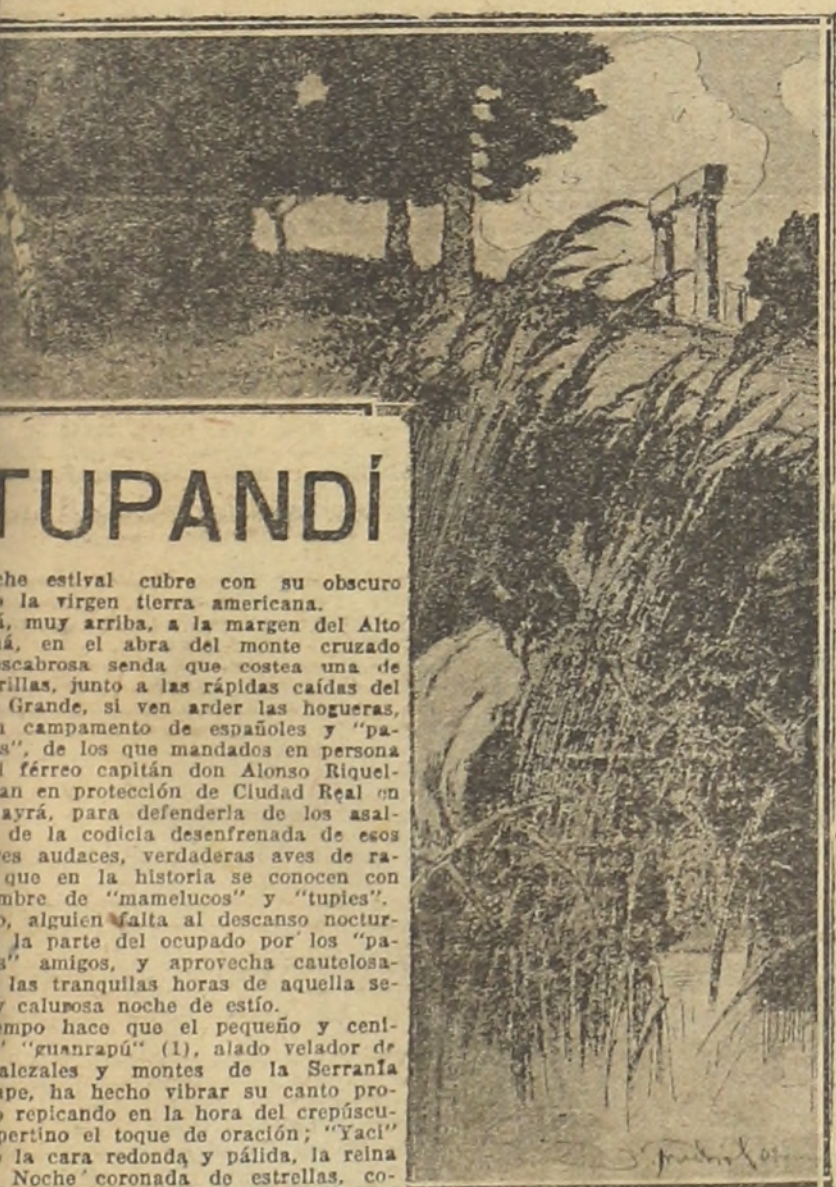 TUPANDÍ
che estival cubre con su obscuro
la virgen tierra americana.
á, muy arriba, a la margen del Alto
ná, en el abra del monte cruzado
escabrosa senda que costea una de
rillas, junto a las rápidas caídas del
Grande, si ven arder las hogueras,
campamento de españoles y "pa-
s", de los que mandados en persona
l férreo capitán don Alonso Riquel-
an en protección de Ciudad Real en
ayrá, para defenderla de los asal-
de la codicia desenfrenada de esos
es audaces, verdaderas aves de ra-
que en la historia se conocen con
mbre de "mamelucos" y "tupies".
o, alguien falta al descanso noctur-
la parte del ocupado por los "pa-
s" amigos, y aprovecha cautelosa-
las tranquilas horas de aquella se-
y calurosa noche de estío.
empo hace que el pequeño y ceni-
"guanrapú" (1), alado velador de
alezales y montes de la Serranía
ape, ha hecho vibrar su canto pro-
o repicando en la hora del crepúscu-
pertino el toque de oración; "Yaci"
la cara redonda y pálida, la reina
Noche coronada de estrellas, co-